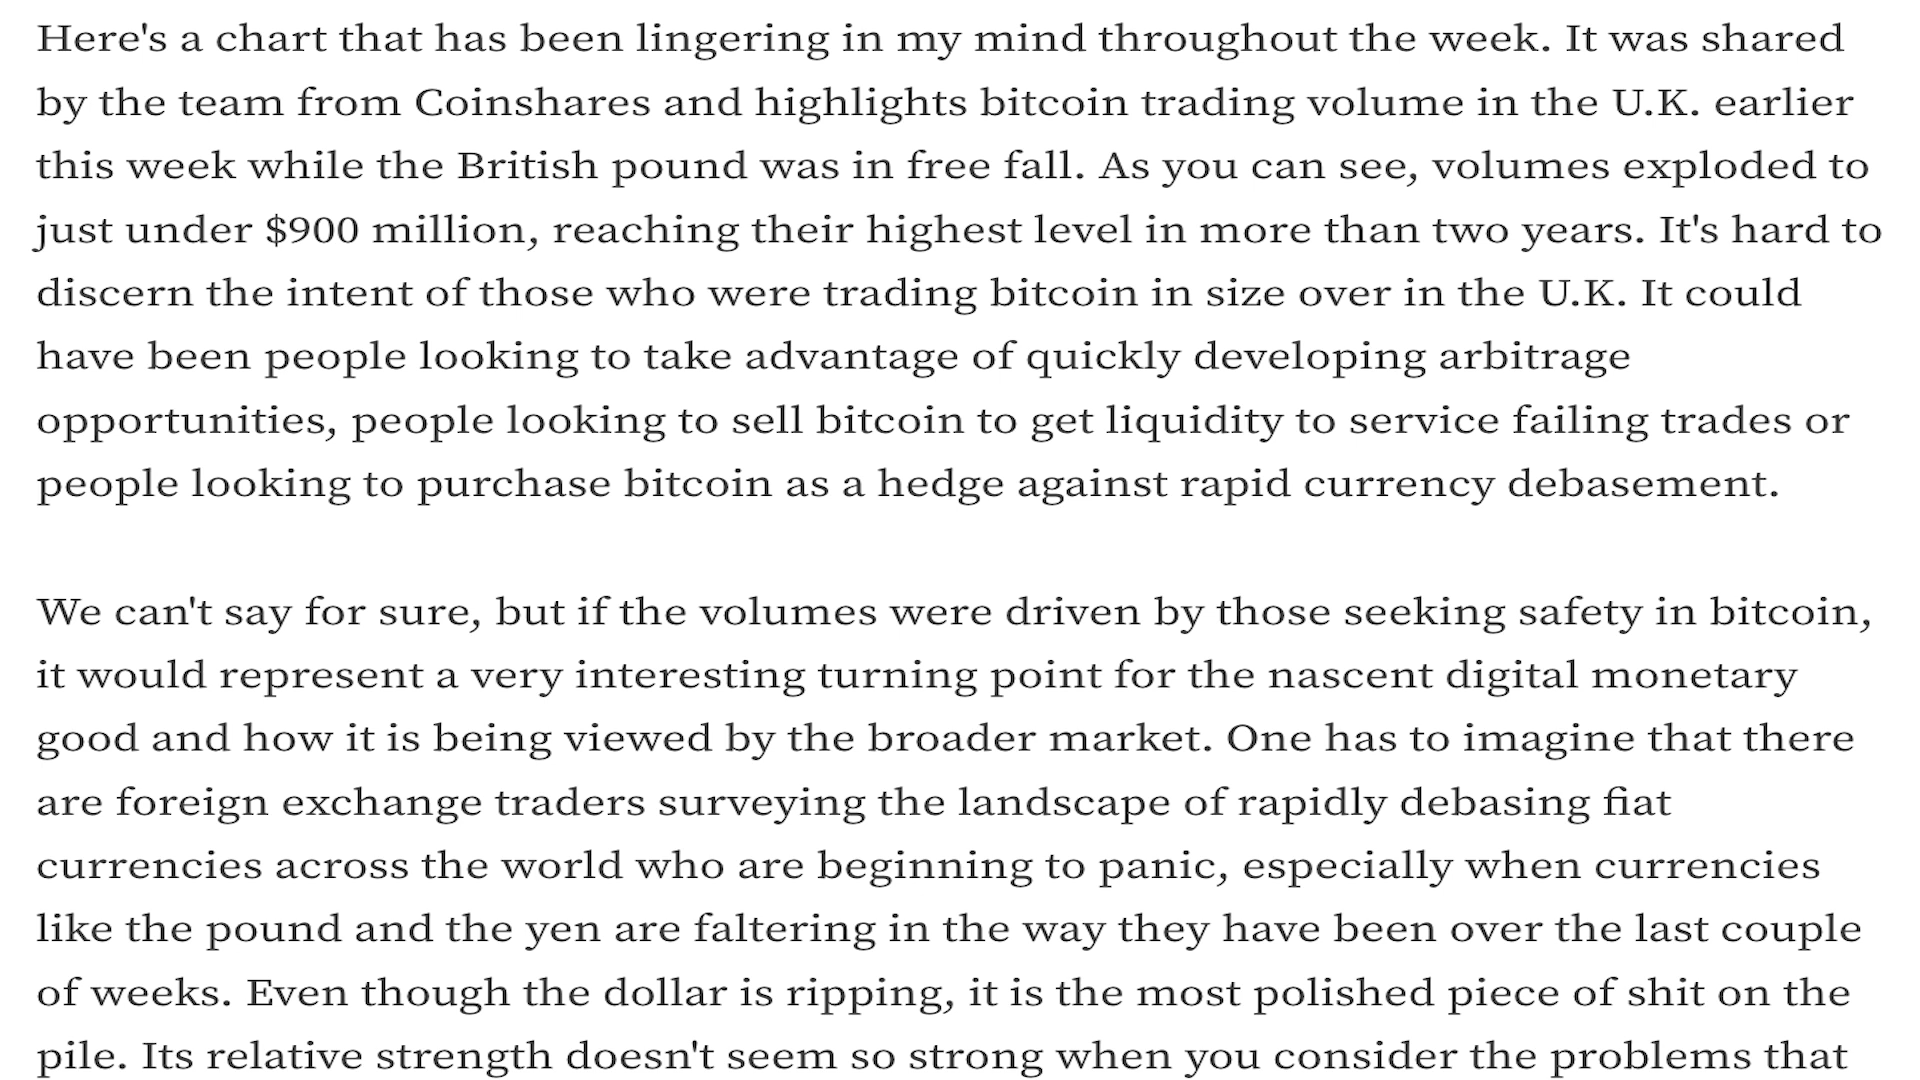 Here's a chart that has been lingering in my mind throughout the week. It was shared
by the team from Coinshares and highlights bitcoin trading volume in the U.K. earlier
this week while the British pound was in free fall. As you can see, volumes exploded to
just under $900 million, reaching their highest level in more than two years. It's hard to
discern the intent of those who were trading bitcoin in size over in the U.K. It could
have been people looking to take advantage of quickly developing arbitrage
opportunities, people looking to sell bitcoin to get liquidity to service failing trades or
people looking to purchase bitcoin as a hedge against rapid currency debasement.
We can't say for sure, but if the volumes were driven by those seeking safety in bitcoin,
it would represent a very interesting turning point for the nascent digital monetary
good and how it is being viewed by the broader market. One has to imagine that there
are foreign exchange traders surveying the landscape of rapidly debasing fiat
currencies across the world who are beginning to panic, especially when currencies
like the pound and the yen are faltering in the way they have been over the last couple
of weeks. Even though the dollar is ripping, it is the most polished piece of shit on the
pile. Its relative strength doesn't seem so strong when you consider the problems that